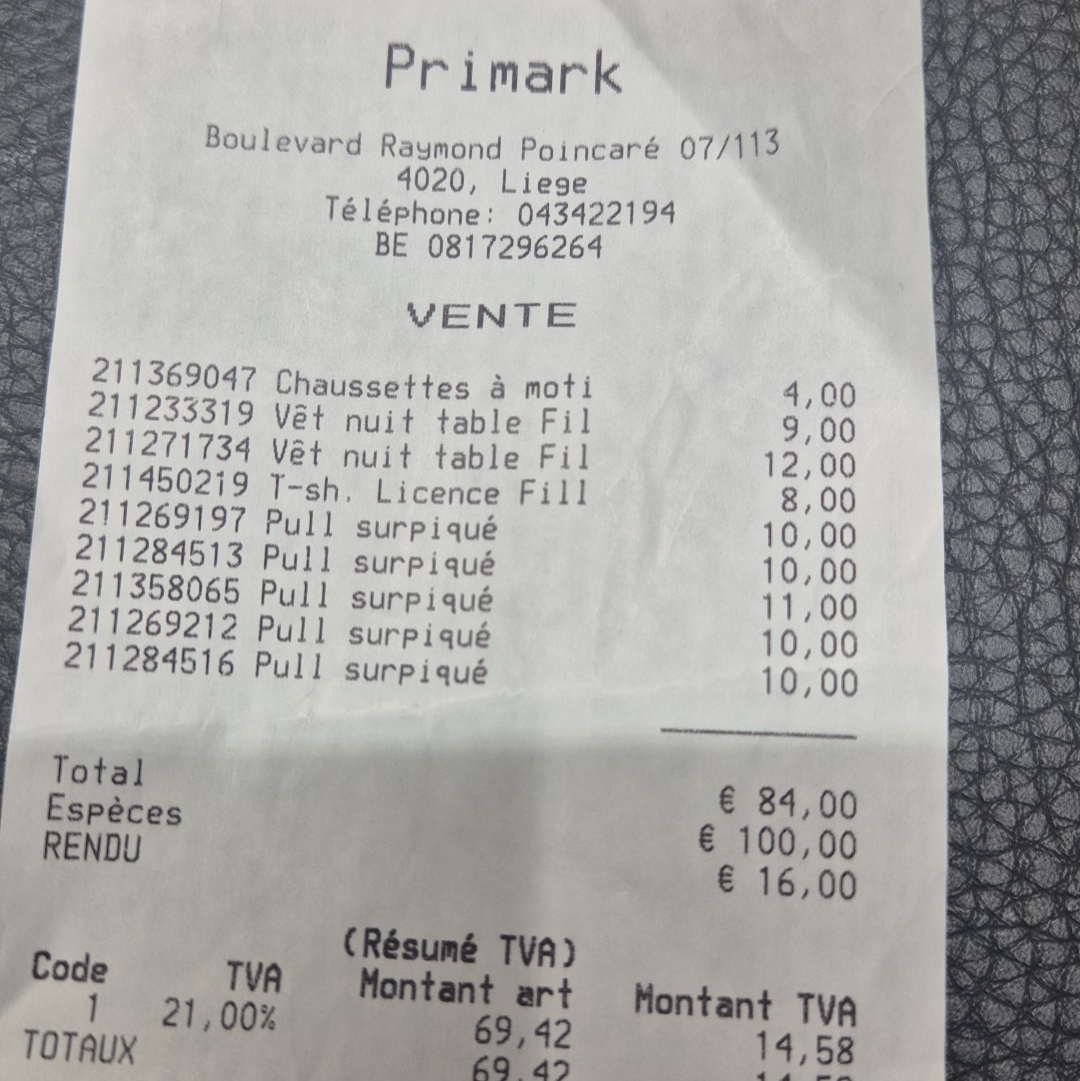 Primark
Boulevard Raymond Poincaré 07/113
4020, Liege
Téléphone: 043422194
BE 0817296264
VENTE
211369047 Chaussettes à moti 4,00
211233319 Vêt nuit table Fil 9,00
211271734 Vêt nuit table Fil 12,00
211450219 T-sh. Licence Fill 8,00
211269197 Pull surpiqué 10,00
211284513 Pull surpiqué 10,00
211358065 Pull surpiqué 11,00
211269212 Pull surpiqué 10,00
211284516 Pull surpiqué 10,00
Total € 84,00
Espèces € 100,00
RENDU € 16,00
(Résumé TVA)
Code TVA Montant art Montant TVA
1 21,00% 69,42 14,58
TOTAUX 69,42